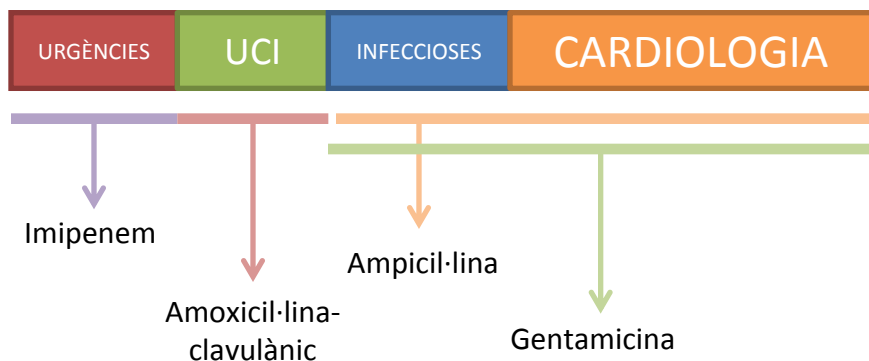 URGÈNCIES
UCI
INFECCIOSES
CARDIOLOGIA
Imipenem
Amoxicil·lina-
clavulànic
Ampicil·lina
Gentamicina